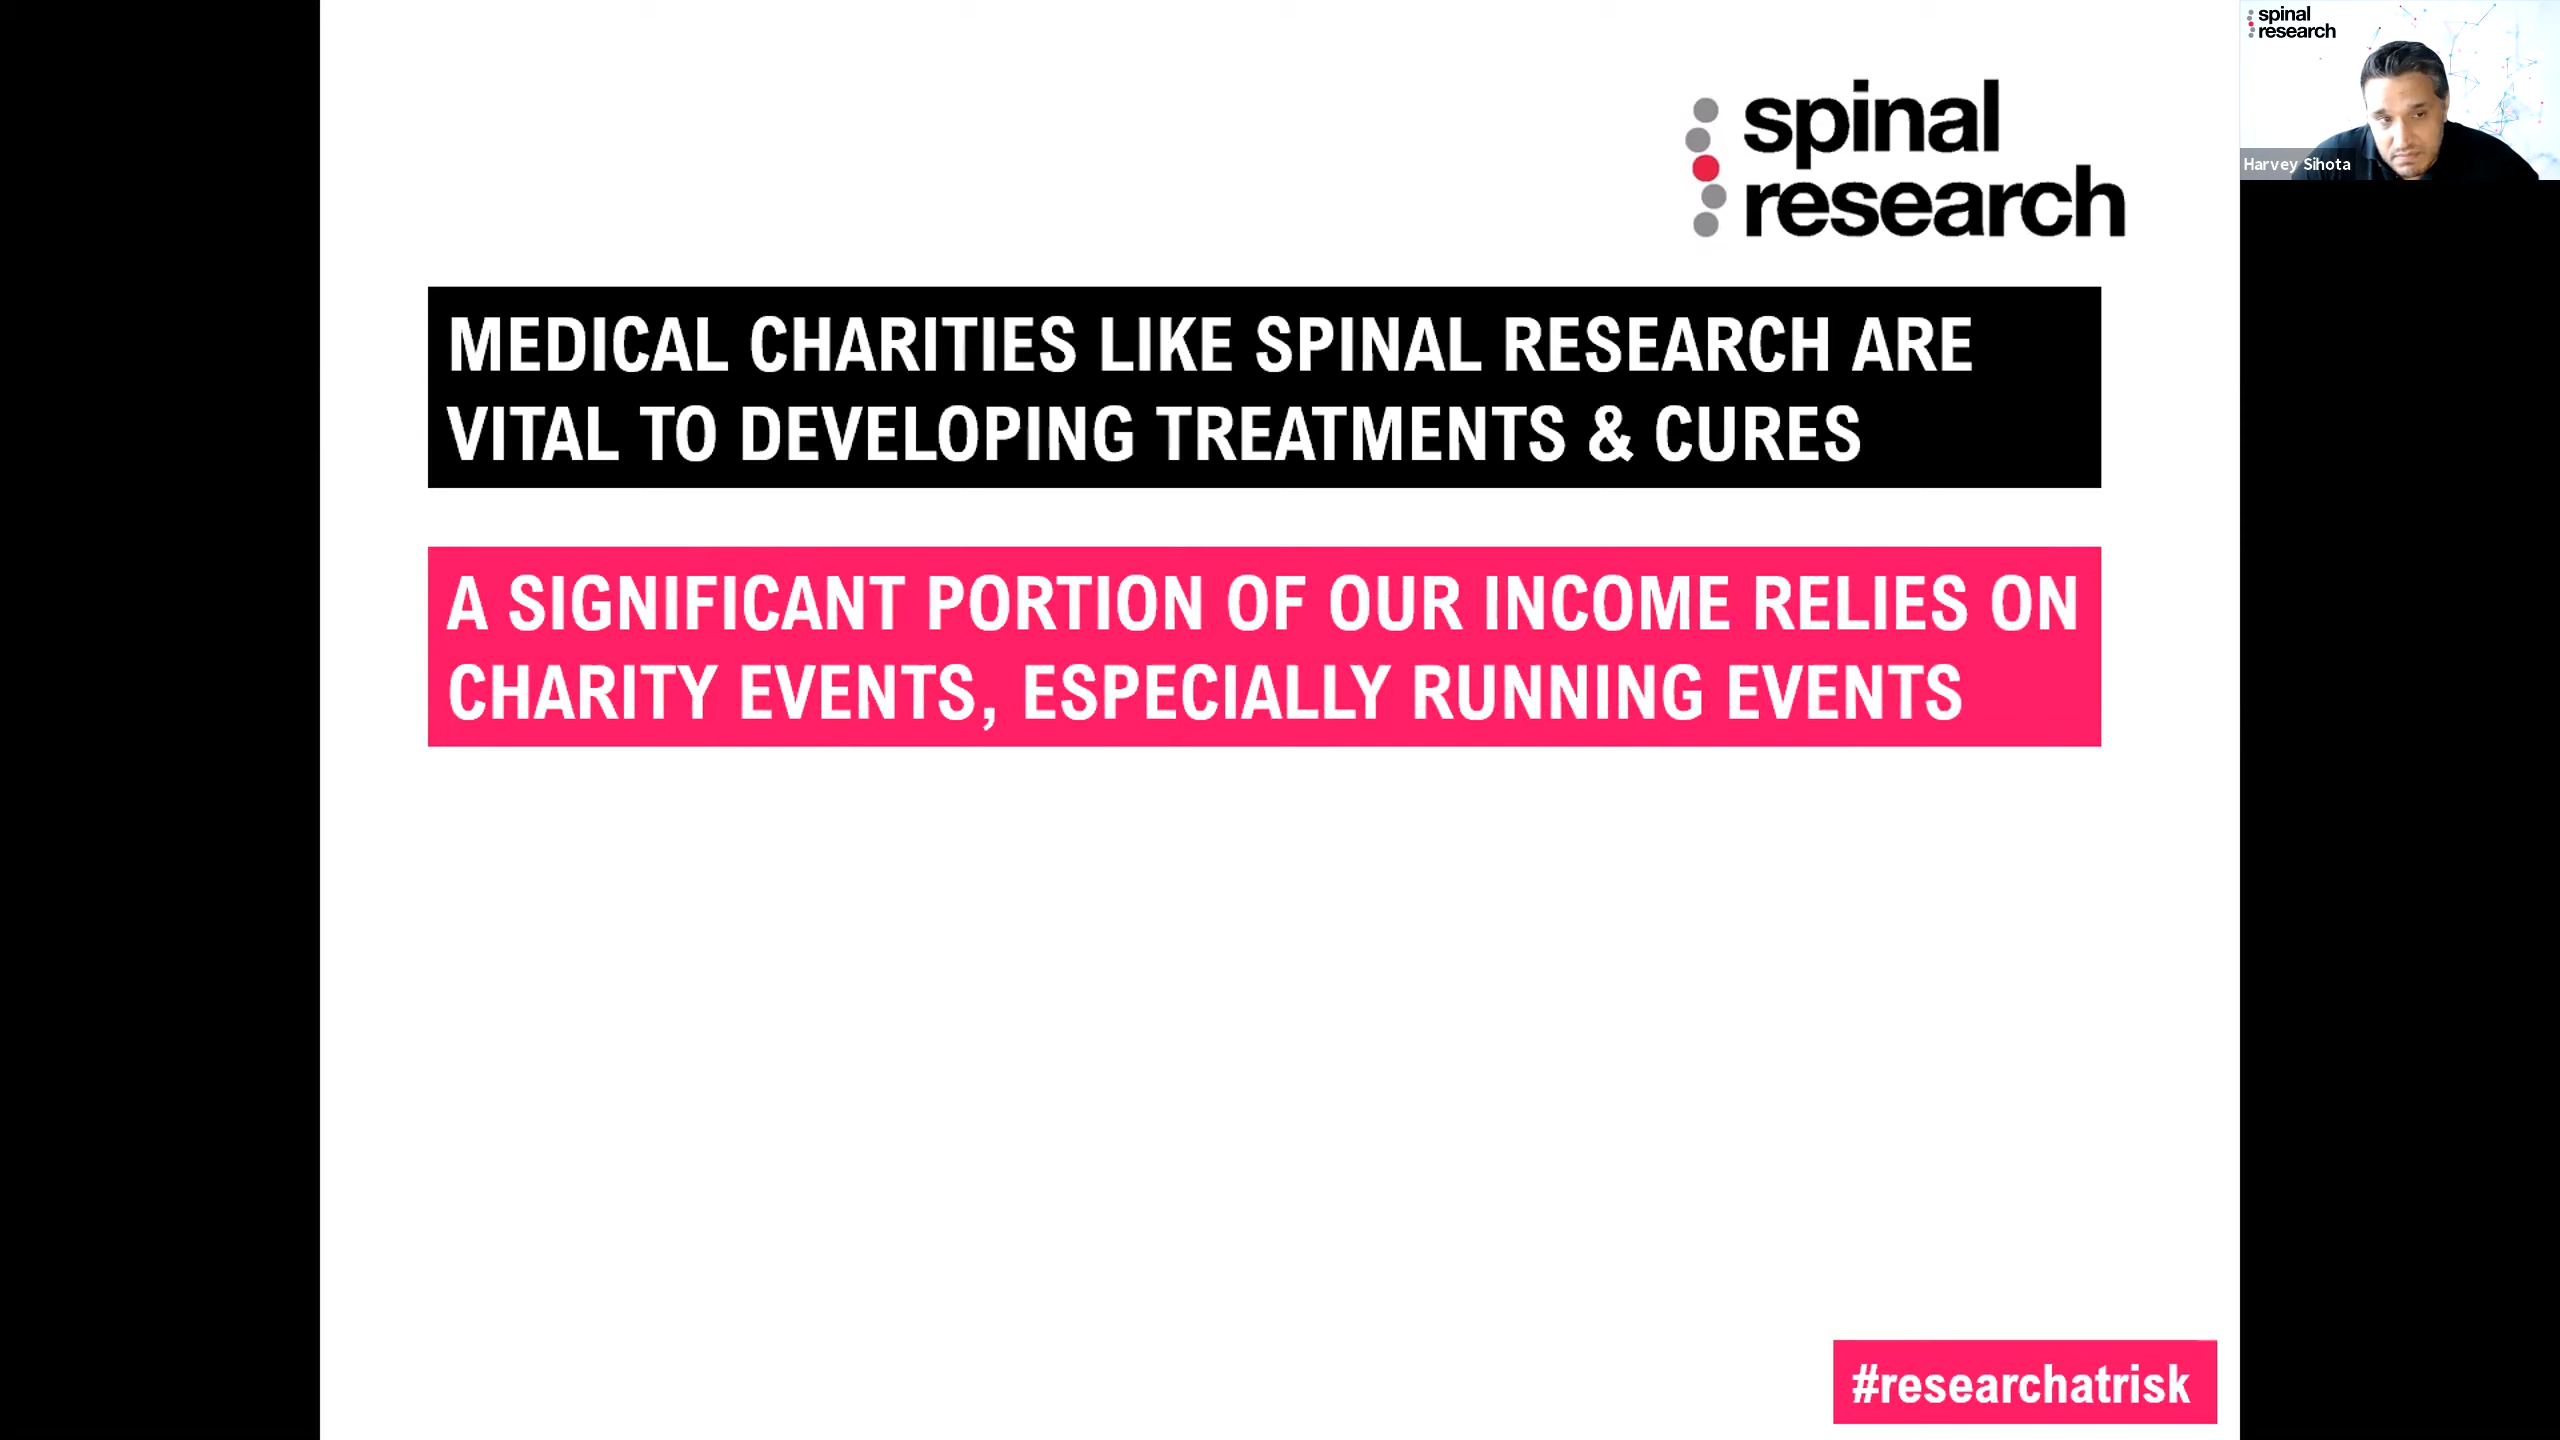 spinal
research
MEDICAL CHARITIES LIKE SPINAL RESEARCH ARE
VITAL TO DEVELOPING TREATMENTS & CURES
A SIGNIFICANT PORTION OF OUR INCOME RELIES ON
CHARITY EVENTS, ESPECIALLY RUNNING EVENTS
#researchatrisk
spinal
research
Harvey Sihota